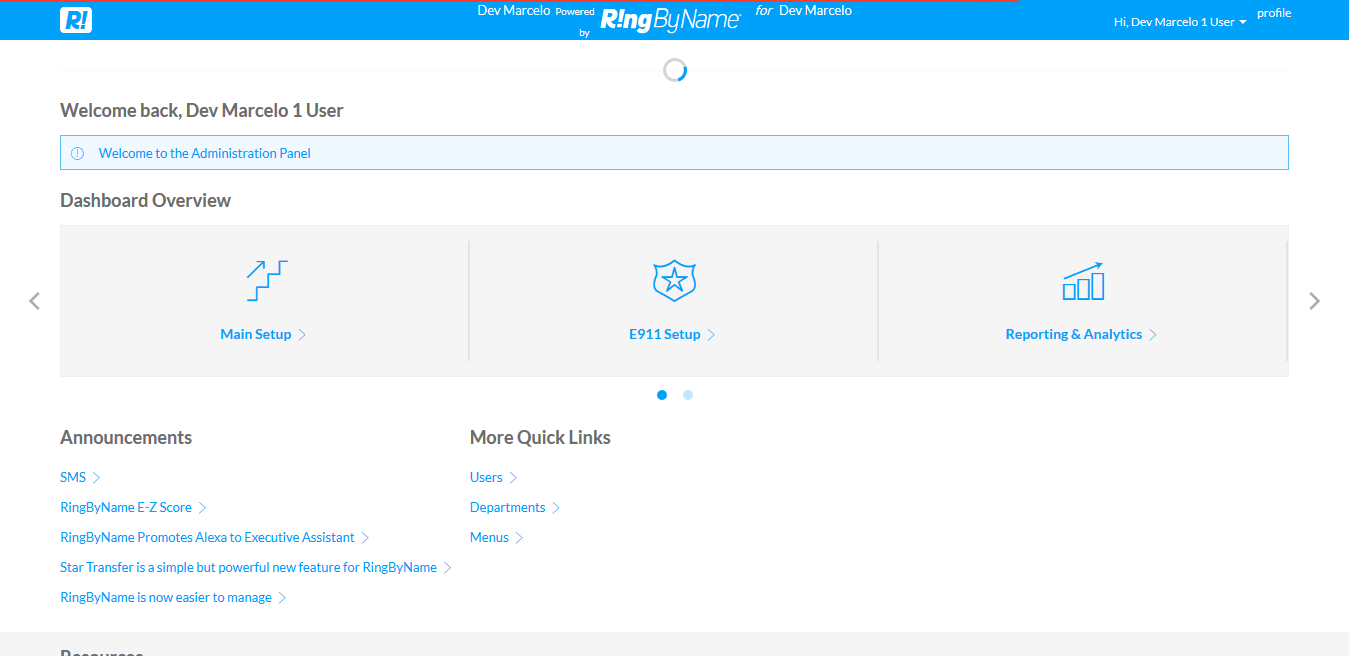 R!
Dev Marcelo Powered by R!ngByName for Dev Marcelo
Hi, Dev Marcelo 1 User
profile
Welcome back, Dev Marcelo 1 User
Welcome to the Administration Panel
Dashboard Overview
Main Setup
E911 Setup
Reporting & Analytics
Announcements
SMS
RingByName E-Z Score
RingByName Promotes Alexa to Executive Assistant
Star Transfer is a simple but powerful new feature for RingByName
RingByName is now easier to manage
More Quick Links
Users
Departments
Menus
Resources